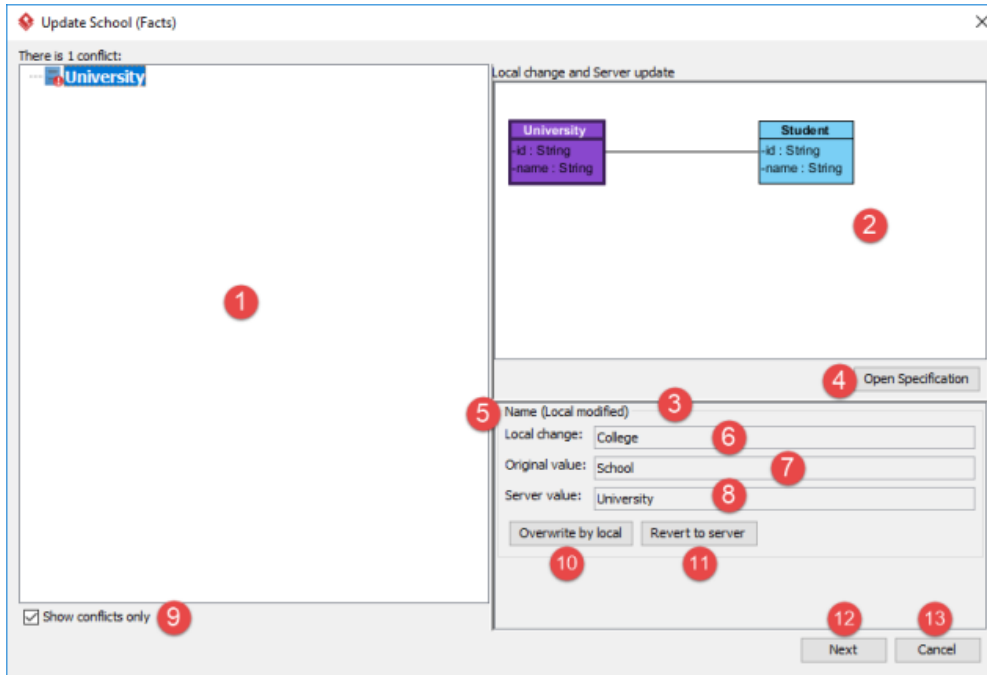 Update School (Facts)
There is 1 conflict:
University
1
Show conflicts only 9
Local change and Server update
University
-id : String
-name : String
Student
-id : String
-name : String
2
4 Open Specification
5 Name (Local modified) 3
Local change: College 6
Original value: School 7
Server value: University 8
Overwrite by local Revert to server
10 11
12 13
Next Cancel